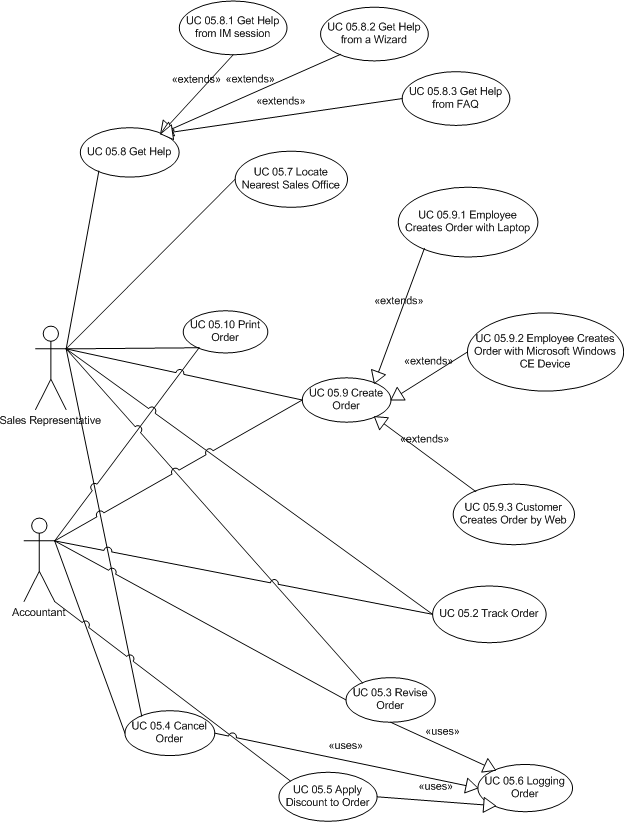 UC 05.8.1 Get Help
from IM session
UC 05.8.2 Get Help
from a Wizard
«extends»
«extends»
UC 05.8.3 Get Help
from FAQ
«extends»
UC 05.8 Get Help
UC 05.7 Locate
Nearest Sales Office
UC 05.9.1 Employee
Creates Order with Laptop
«extends»
UC 05.10 Print
Order
UC 05.9.2 Employee Creates
Order with Microsoft Windows
CE Device
«extends»
Sales Representative
UC 05.9 Create
Order
«extends»
UC 05.9.3 Customer
Creates Order by Web
Accountant
UC 05.2 Track Order
UC 05.3 Revise
Order
UC 05.4 Cancel
Order
«uses»
«uses»
UC 05.5 Apply
Discount to Order
«uses»
UC 05.6 Logging
Order